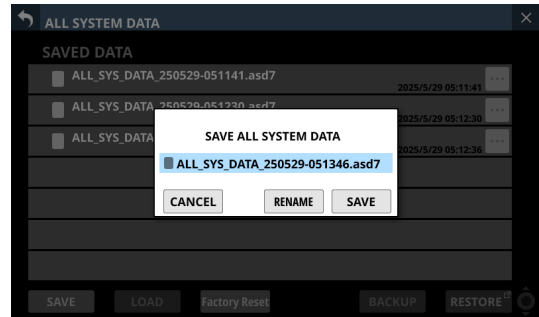 ALL SYSTEM DATA
SAVED DATA
ALL_SYS_DATA_250529-051141.asd7
2025/5/29 05:11:41
ALL_SYS_DATA_250529-051230.asd7
2025/5/29 05:12:30
ALL_SYS_DATA
2025/5/29 05:12:36
SAVE ALL SYSTEM DATA
ALL_SYS_DATA_250529-051346.asd7
CANCEL RENAME SAVE
SAVE LOAD Factory Reset BACKUP RESTORE